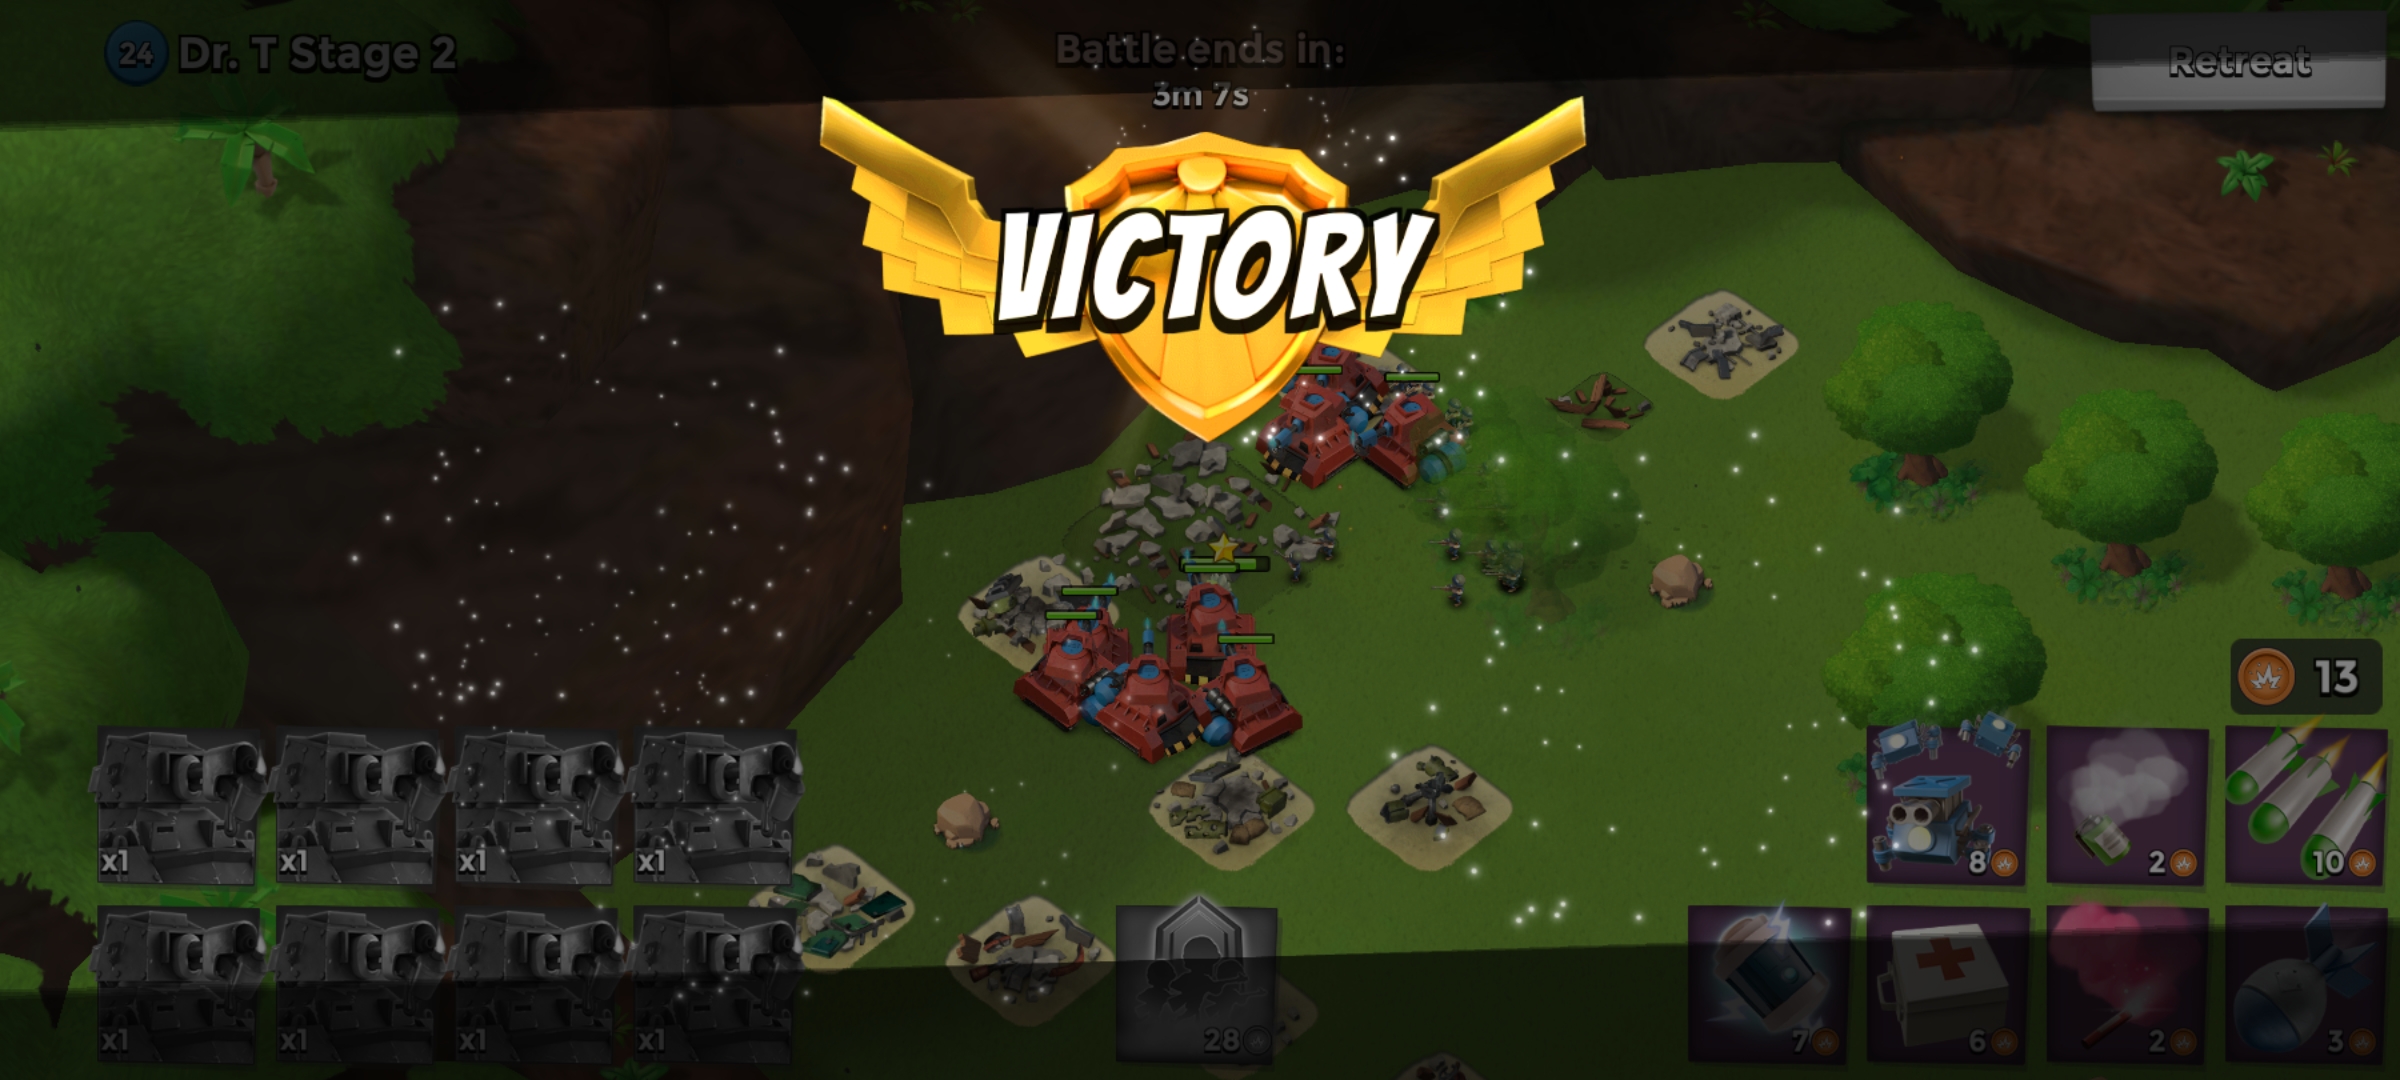 24 Dr. T Stage 2
Battle ends in:
3m 7s
Retreat
VICTORY
13
x1 x1 x1 x1
8 2 10
x1 x1 x1 x1
28
7 6 2 3